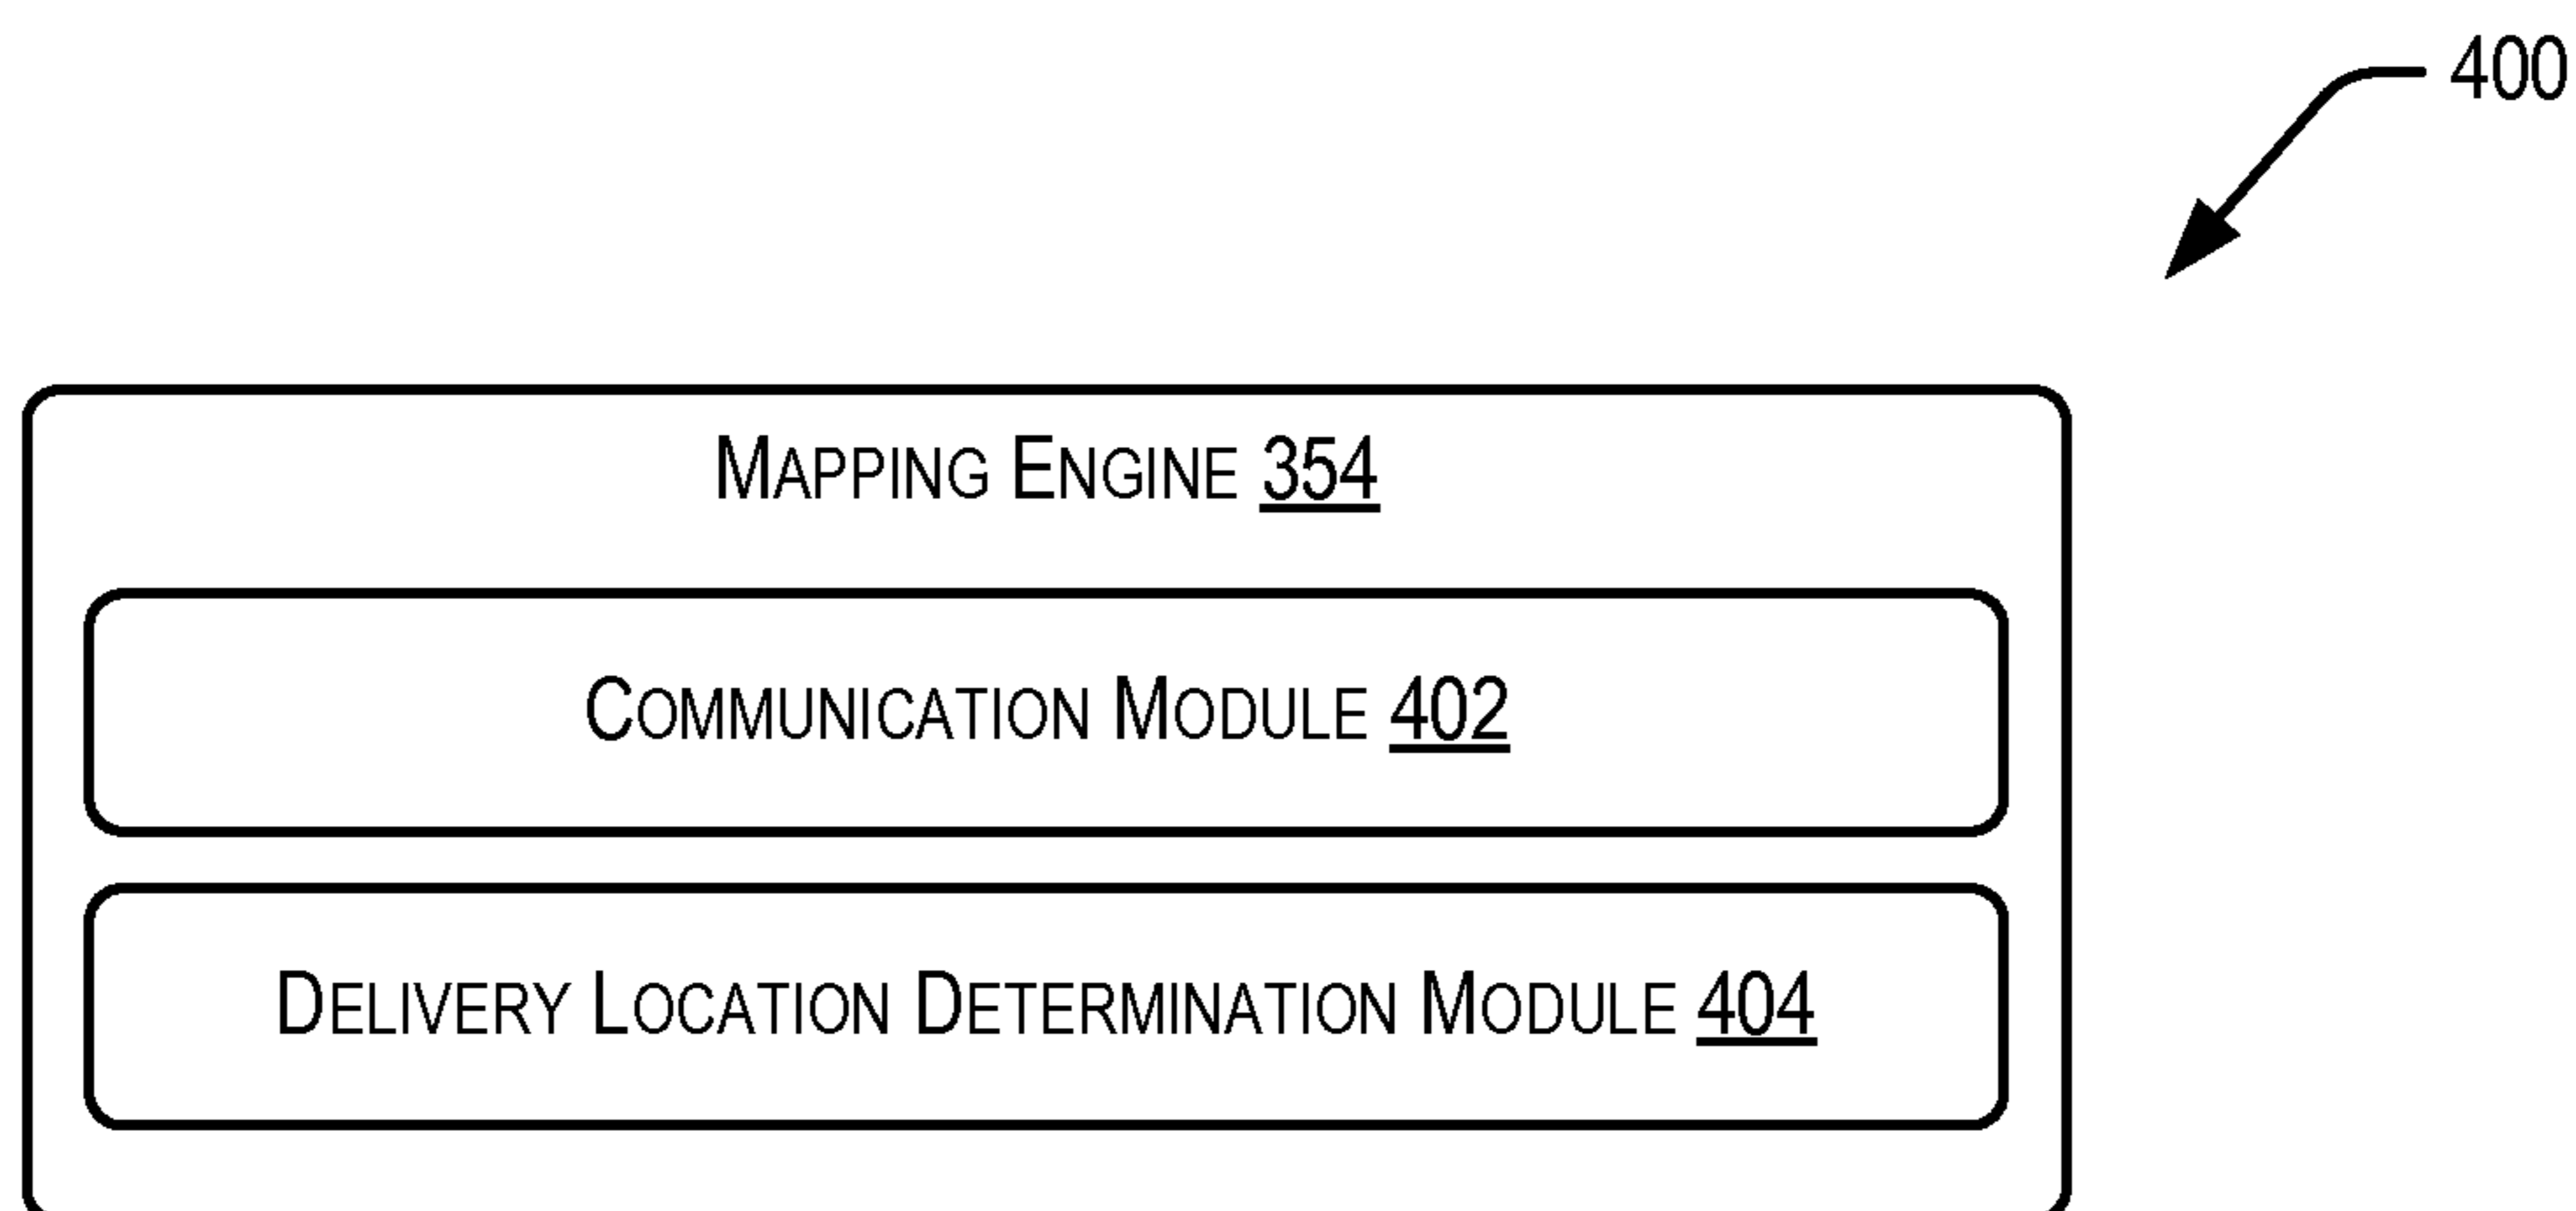 400
Mapping Engine 354
Communication Module 402
Delivery Location Determination Module 404